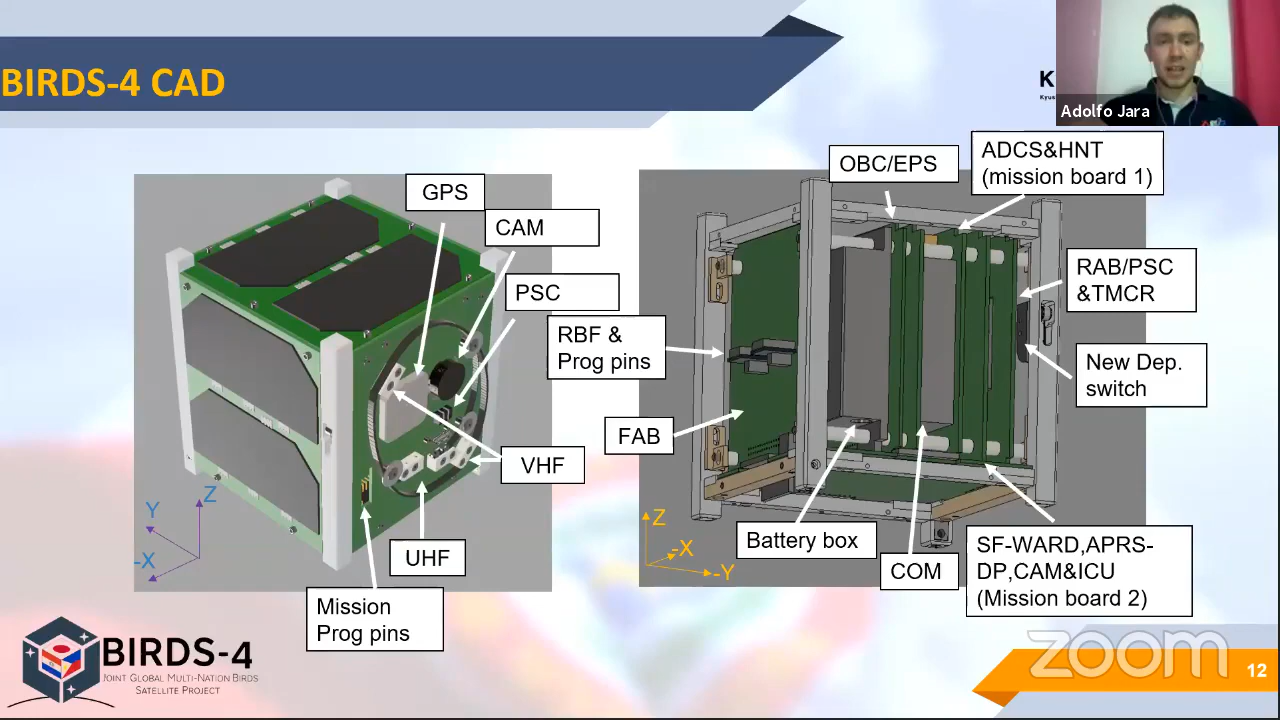 BIRDS-4 CAD
K
Kyus
Adolfo Jara
GPS
CAM
PSC
VHF
UHF
Mission
Prog pins
Z
Y
-X
OBC/EPS
ADCS&HNT
(mission board 1)
RAB/PSC
&TMCR
RBF &
Prog pins
New Dep.
switch
FAB
Battery box
COM
SF-WARD,APRS-
DP,CAM&ICU
(Mission board 2)
Z
-X
-Y
BIRDS-4
JOINT GLOBAL MULTI-NATION BIRDS
SATELLITE PROJECT
zoom
12